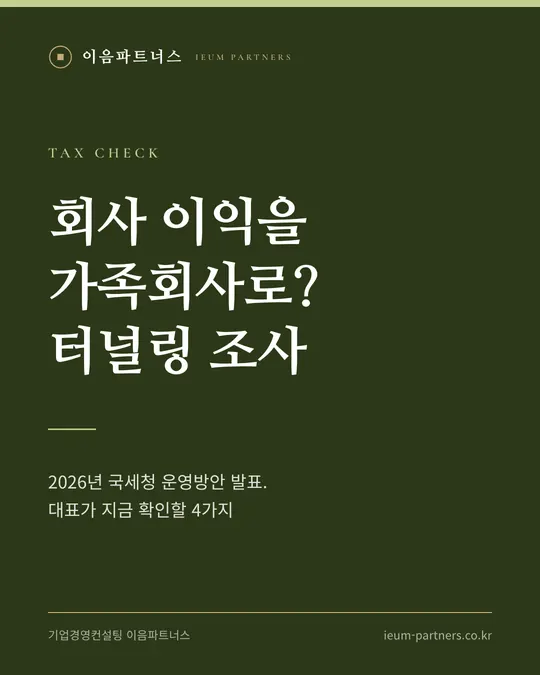 이음파트너스 IEUM PARTNERS
TAX CHECK
회사 이익을
가족회사로?
터널링 조사
2026년 국세청 운영방안 발표.
대표가 지금 확인할 4가지
기업경영컨설팅 이음파트너스
ieum-partners.co.kr